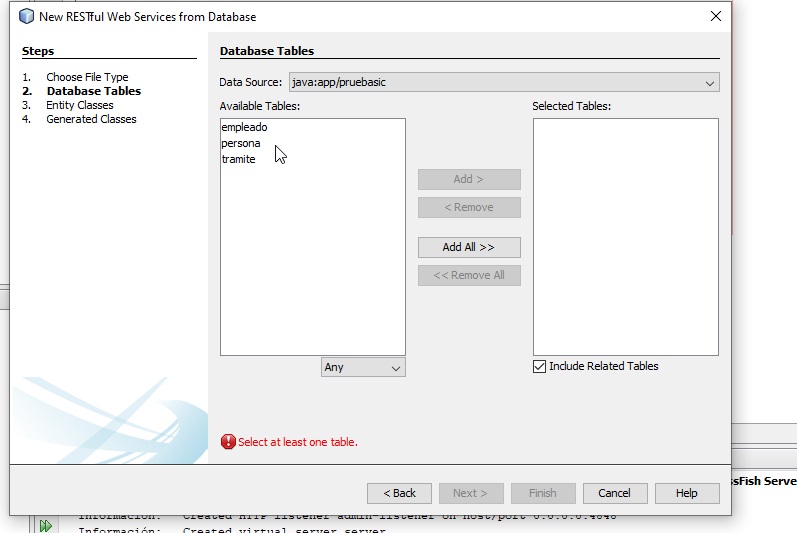 New RESTful Web Services from Database
Steps
1. Choose File Type
2. Database Tables
3. Entity Classes
4. Generated Classes
Database Tables
Data Source: java:app/pruebasic
Available Tables:
empleado
persona
tramite
Any
Add >
< Remove
Add All >>
<< Remove All
Selected Tables:
Include Related Tables
Select at least one table.
< Back Next > Finish Cancel Help
ssFish Serve
Información: Created HTTP listener admin-listener on host/port 0.0.0.0:4848
Información: Created virtual server server